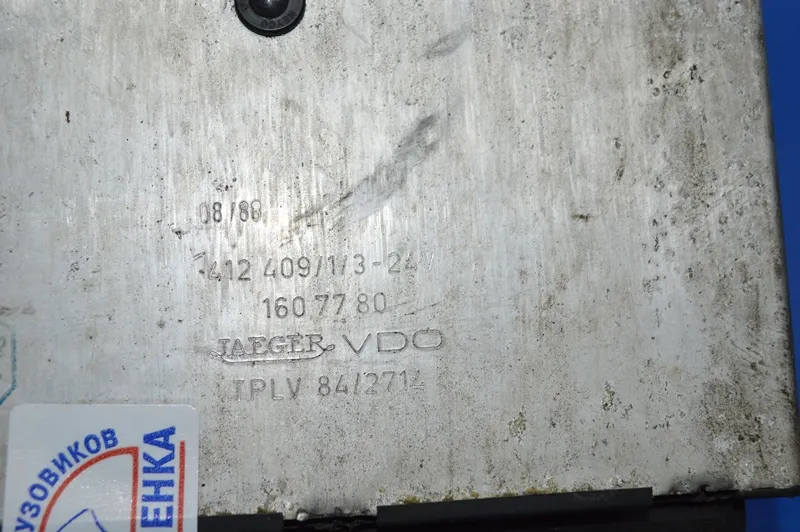 08/88
412 409/1/3-24V
160 77 80
JAEGER VDO
TPLV 84/2714
УЗОВИКОВ
ЕНКА